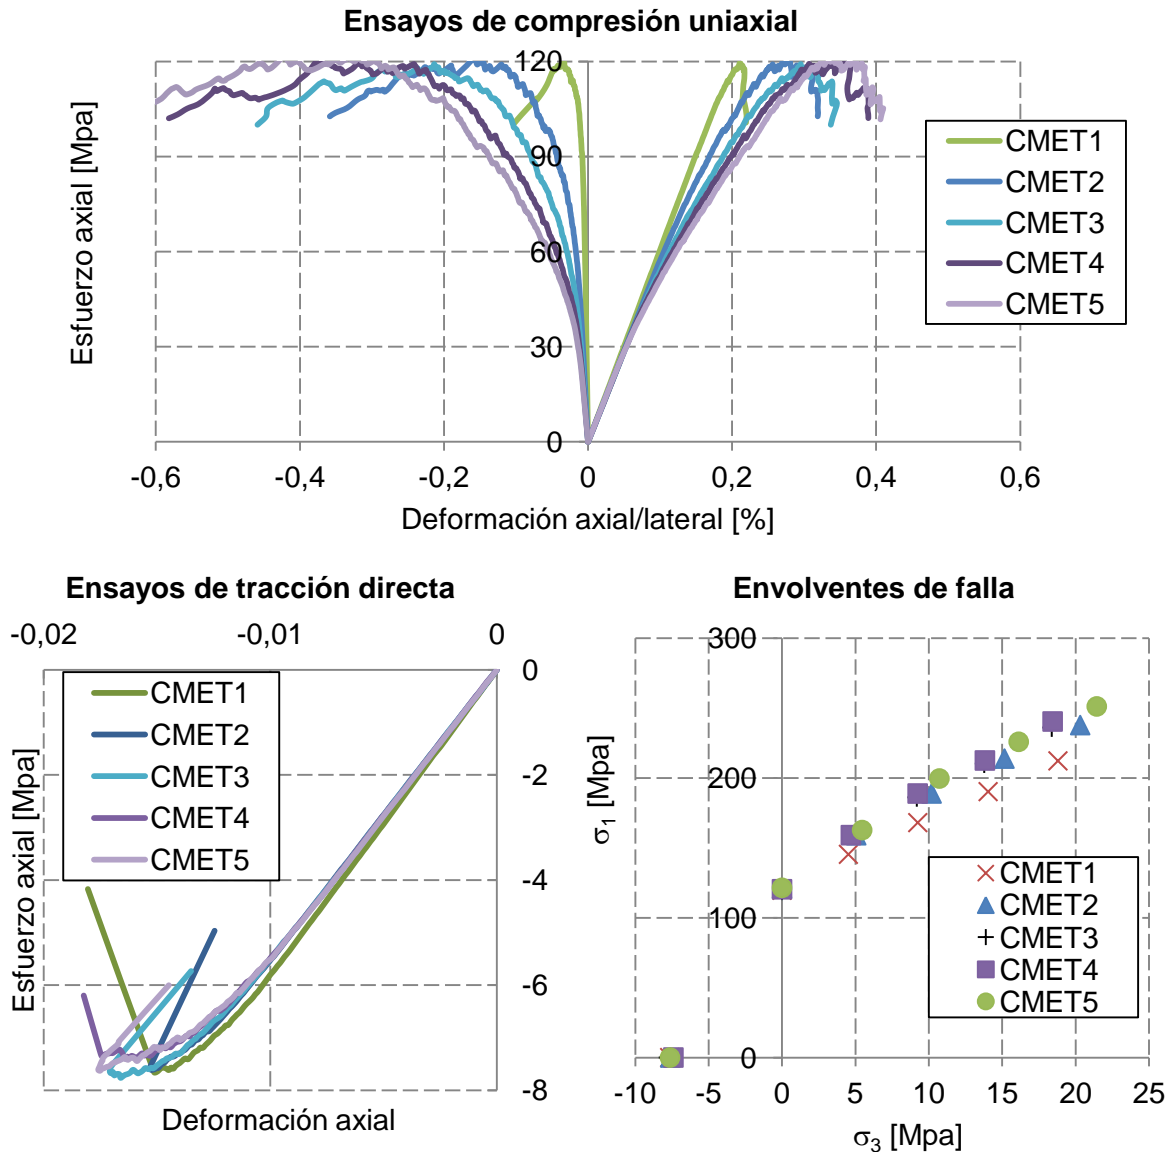 Ensayos de compresión uniaxial
Esfuerzo axial [Mpa]
120
90
60
30
0
-0,6 -0,4 -0,2 0 0,2 0,4 0,6
Deformación axial/lateral [%]
CMET1
CMET2
CMET3
CMET4
CMET5
Ensayos de tracción directa
-0,02 -0,01 0
0
-2
-4
-6
-8
Esfuerzo axial [Mpa]
CMET1
CMET2
CMET3
CMET4
CMET5
Deformación axial
Envolventes de falla
300
200
100
0
σ1 [Mpa]
CMET1
CMET2
CMET3
CMET4
CMET5
-10 -5 0 5 10 15 20 25
σ3 [Mpa]